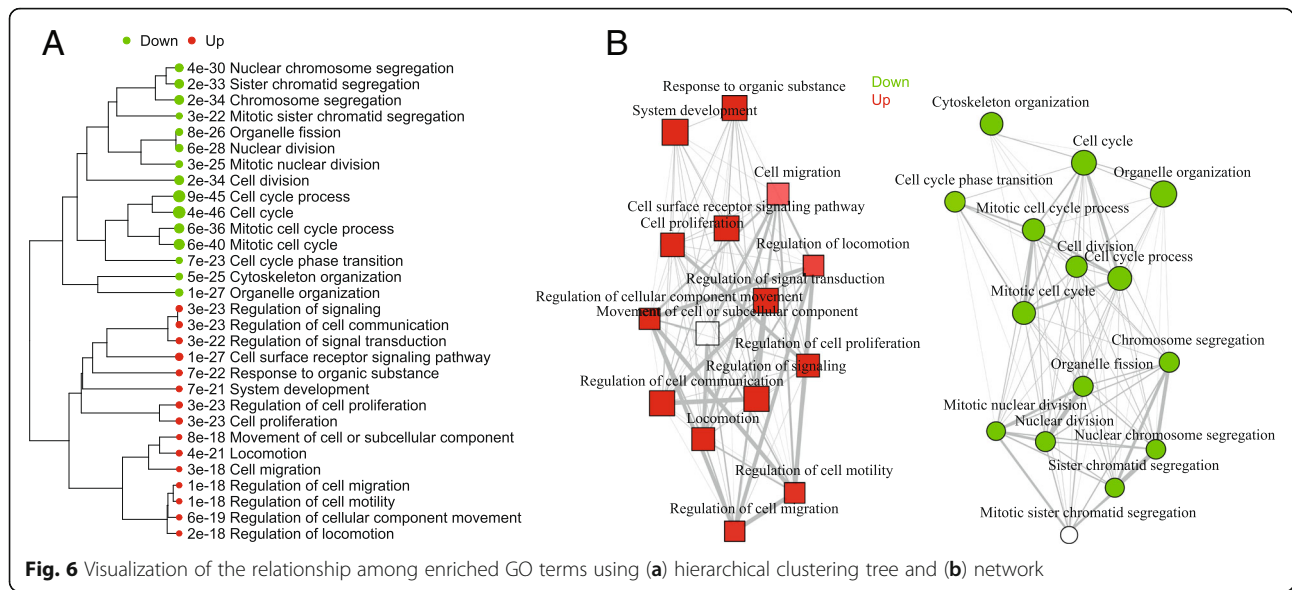 A
Down Up
4e-30 Nuclear chromosome segregation
2e-33 Sister chromatid segregation
2e-34 Chromosome segregation
3e-22 Mitotic sister chromatid segregation
8e-26 Organelle fission
6e-28 Nuclear division
3e-25 Mitotic nuclear division
2e-34 Cell division
9e-45 Cell cycle process
4e-46 Cell cycle
6e-36 Mitotic cell cycle process
6e-40 Mitotic cell cycle
7e-23 Cell cycle phase transition
5e-25 Cytoskeleton organization
1e-27 Organelle organization
3e-23 Regulation of signaling
3e-23 Regulation of cell communication
3e-22 Regulation of signal transduction
1e-27 Cell surface receptor signaling pathway
7e-22 Response to organic substance
7e-21 System development
3e-23 Regulation of cell proliferation
3e-23 Cell proliferation
8e-18 Movement of cell or subcellular component
4e-21 Locomotion
3e-18 Cell migration
1e-18 Regulation of cell migration
1e-18 Regulation of cell motility
6e-19 Regulation of cellular component movement
2e-18 Regulation of locomotion
B
Down
Up
Response to organic substance
System development
Cell migration
Cell surface receptor signaling pathway
Cell proliferation
Regulation of locomotion
Regulation of signal transduction
Regulation of cellular component movement
Movement of cell or subcellular component
Regulation of cell proliferation
Regulation of signaling
Regulation of cell communication
Locomotion
Regulation of cell motility
Regulation of cell migration
Cytoskeleton organization
Cell cycle
Organelle organization
Cell cycle phase transition
Mitotic cell cycle process
Cell division
Cell cycle process
Mitotic cell cycle
Chromosome segregation
Organelle fission
Mitotic nuclear division
Nuclear division
Nuclear chromosome segregation
Sister chromatid segregation
Mitotic sister chromatid segregation
Fig. 6 Visualization of the relationship among enriched GO terms using (a) hierarchical clustering tree and (b) network